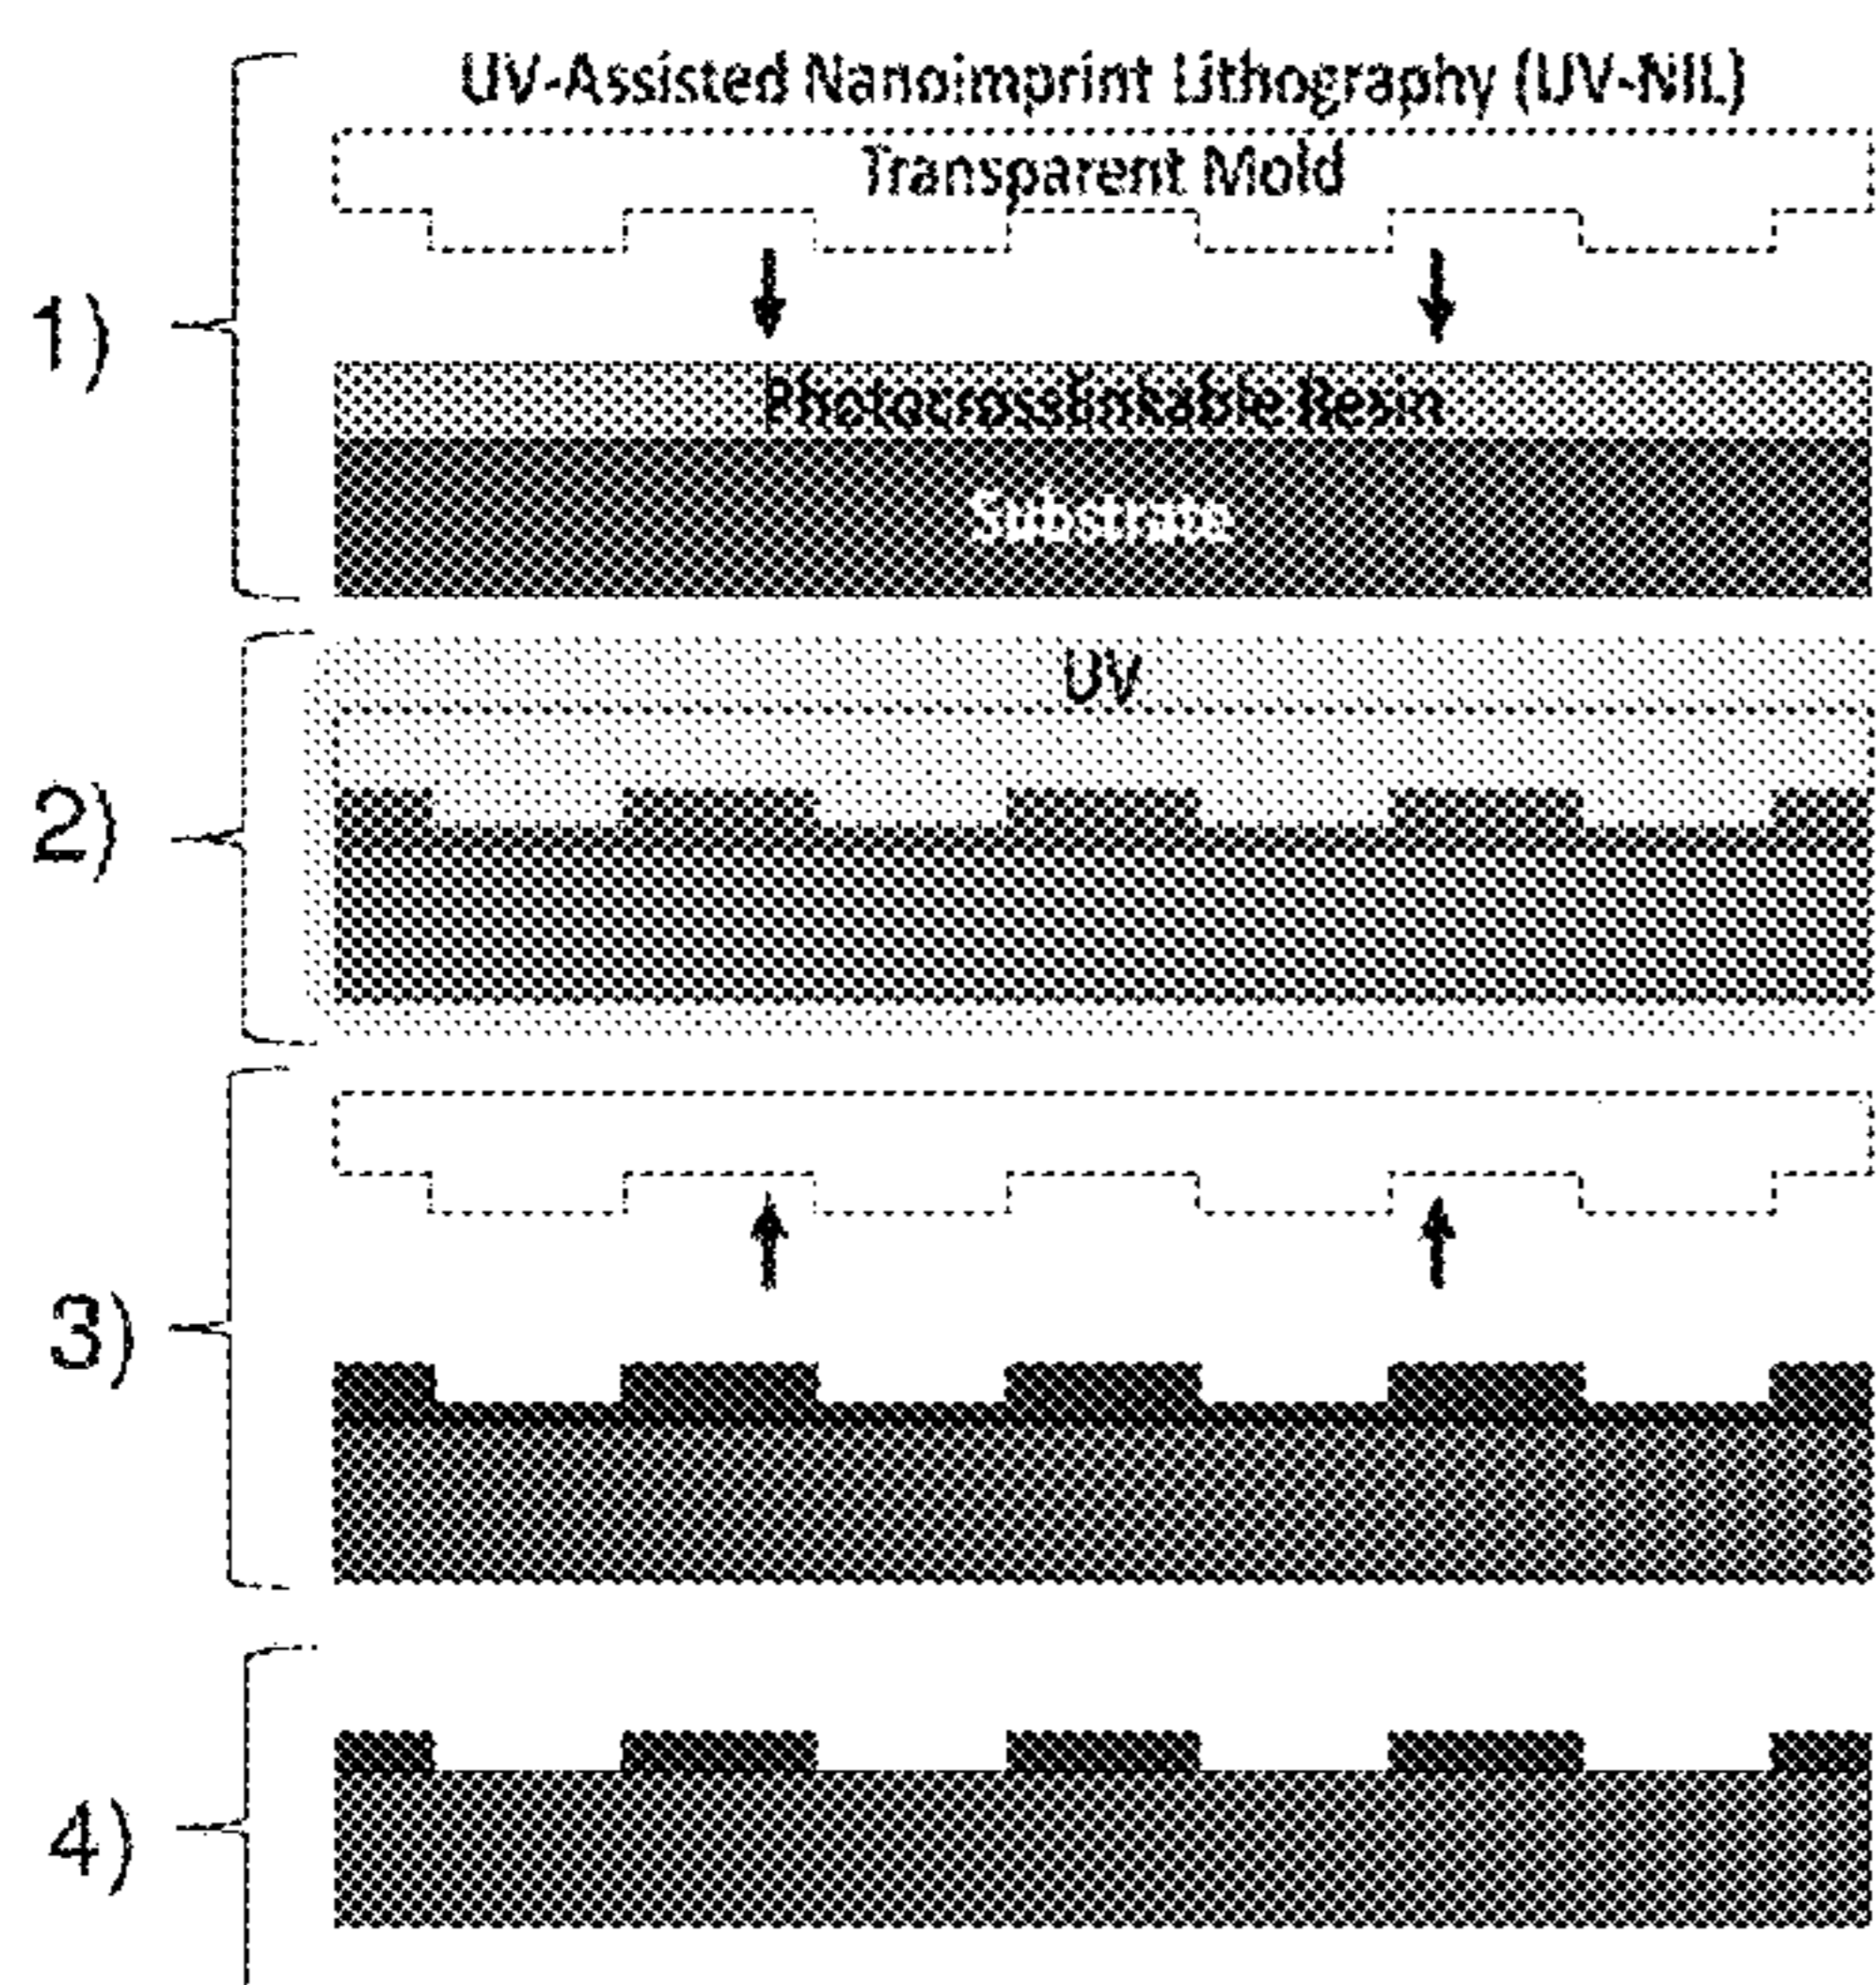 UV-Assisted Nanoimprint Lithography (UV-NIL)
Transparent Mold
1)
Photocrosslinkable Resin
Substrate
UV
2)
3)
4)